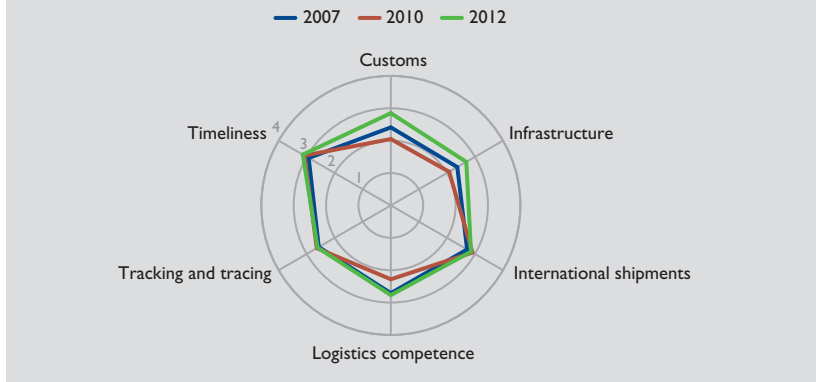 2007 2010 2012
Customs
Timeliness 4 Infrastructure
3
2
1
Tracking and tracing International shipments
Logistics competence